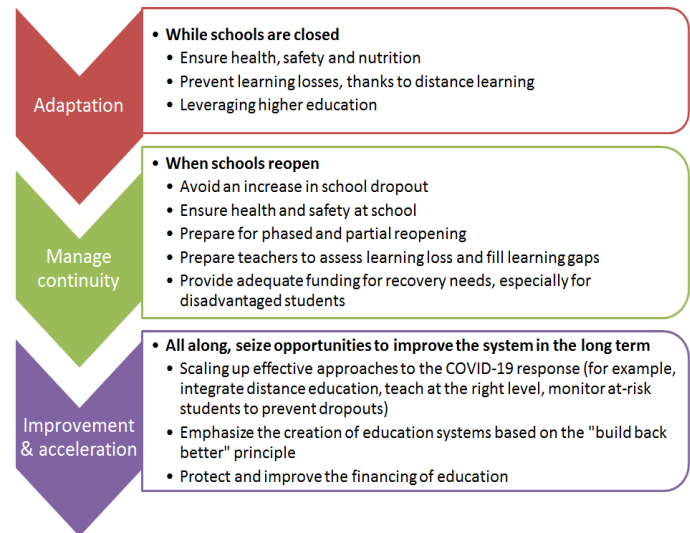 Adaptation
• While schools are closed
• Ensure health, safety and nutrition
• Prevent learning losses, thanks to distance learning
• Leveraging higher education
Manage
continuity
• When schools reopen
• Avoid an increase in school dropout
• Ensure health and safety at school
• Prepare for phased and partial reopening
• Prepare teachers to assess learning loss and fill learning gaps
• Provide adequate funding for recovery needs, especially for
disadvantaged students
Improvement
& acceleration
• All along, seize opportunities to improve the system in the long term
• Scaling up effective approaches to the COVID-19 response (for example,
integrate distance education, teach at the right level, monitor at-risk
students to prevent dropouts)
• Emphasize the creation of education systems based on the "build back
better" principle
• Protect and improve the financing of education